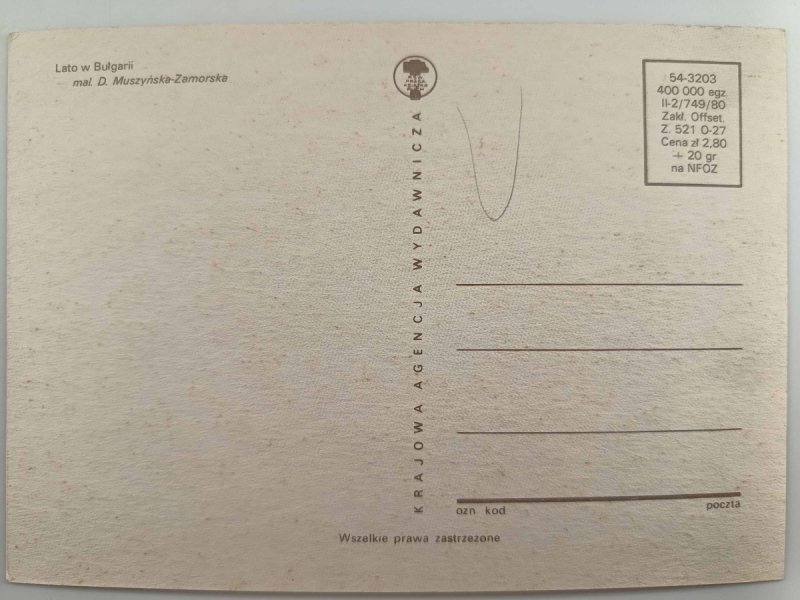 Lato w Bułgarii
mal. D. Muszyńska-Zamorska
KRAJOWA AGENCJA WYDAWNICZA
54-3203
400 000 egz.
II-2/749/80
Zakł. Offset.
Z. 521 O-27
Cena zł 2,80
+ 20 gr
na NFOZ
ozn kod
poczta
Wszelkie prawa zastrzeżone